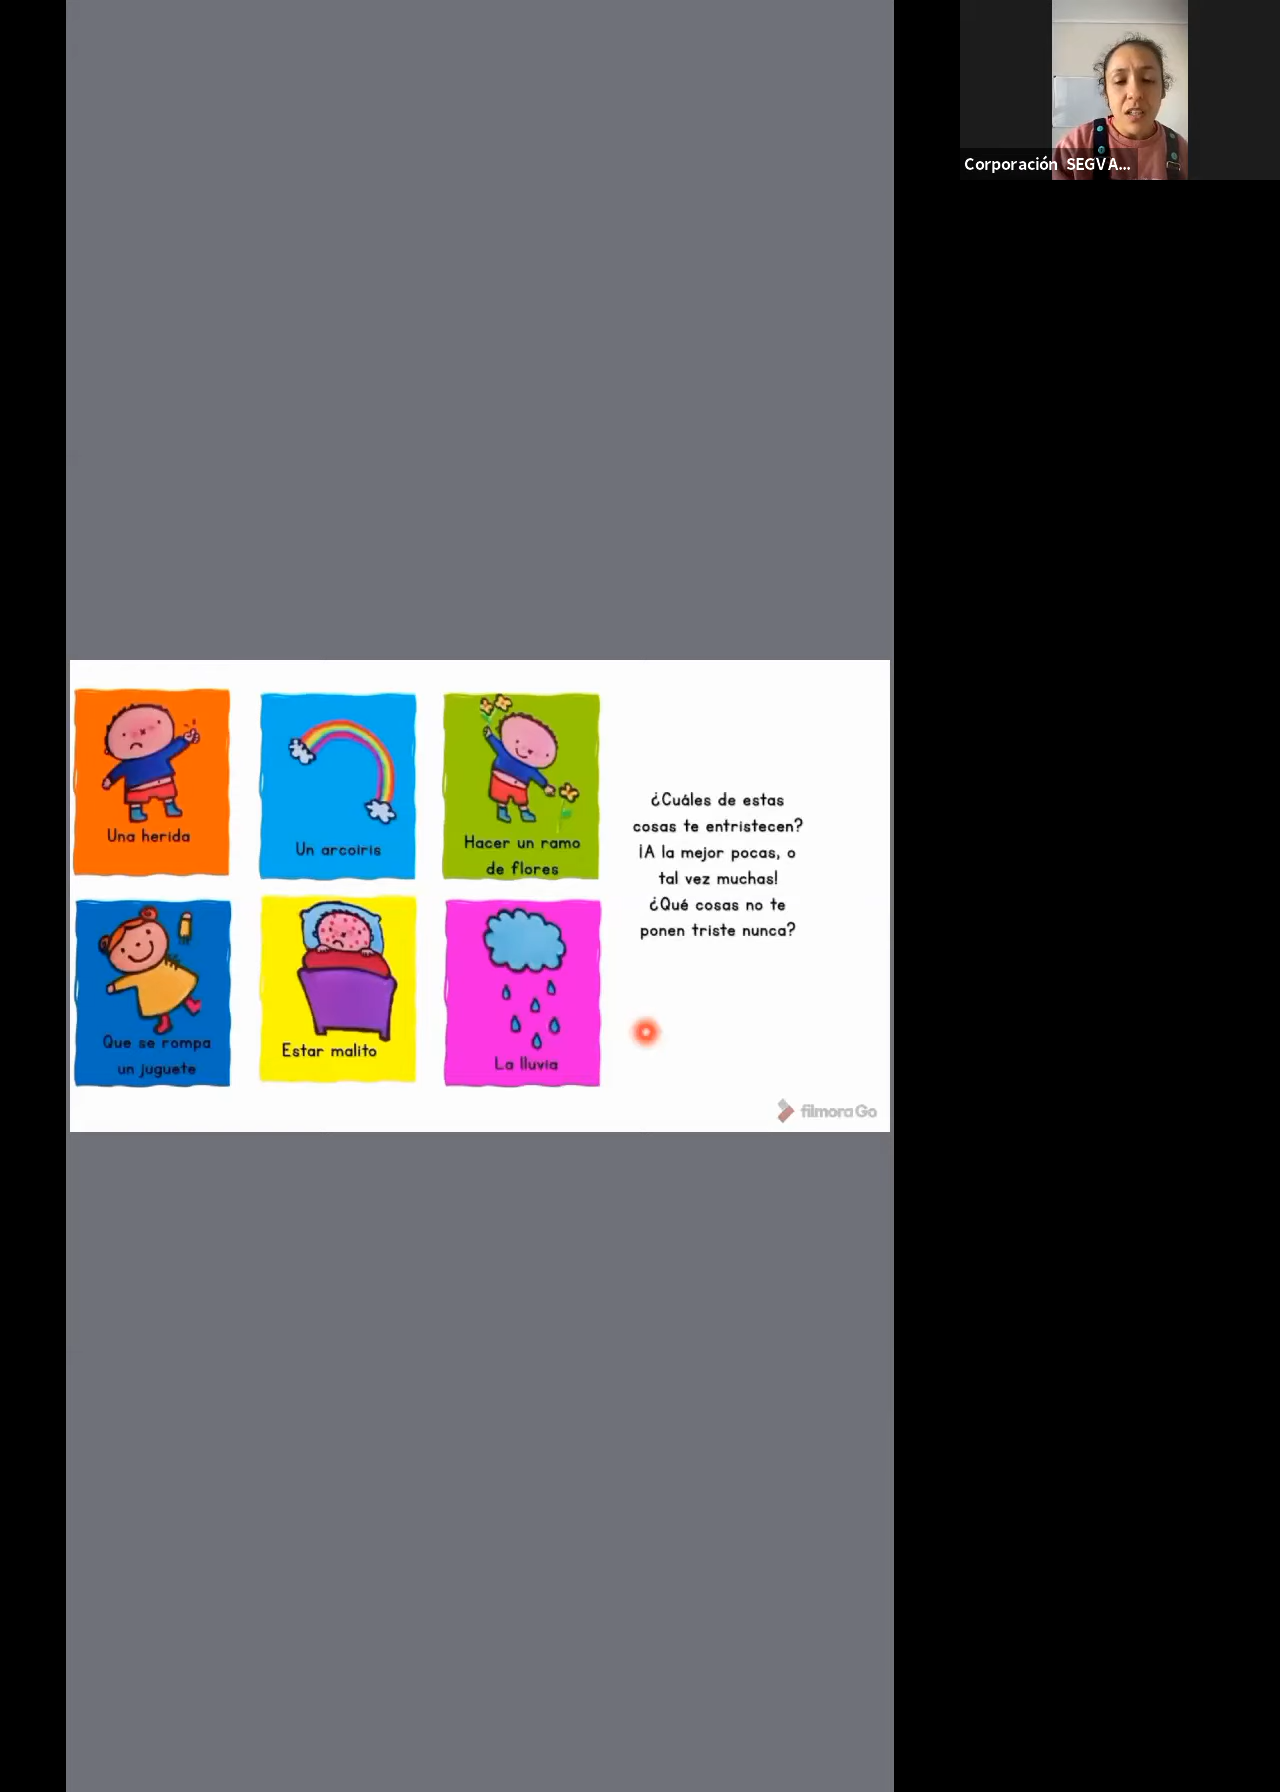 Corporación SEGVA...
Una herida
Un arcoiris
Hacer un ramo
de flores
¿Cuáles de estas
cosas te entristecen?
¡A la mejor pocas, o
tal vez muchas!
¿Qué cosas no te
ponen triste nunca?
Que se rompa
un juguete
Estar malito
La lluvia
filmora Go